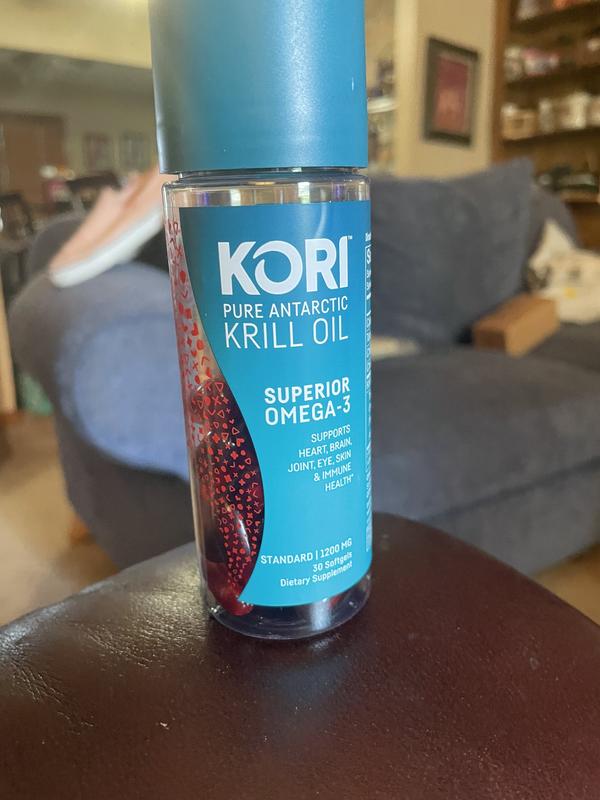 KORI™
PURE ANTARCTIC
KRILL OIL
SUPERIOR
OMEGA-3
SUPPORTS
HEART, BRAIN,
JOINT, EYE, SKIN
& IMMUNE
HEALTH*
STANDARD | 1200 MG
30 Softgels
Dietary Supplement